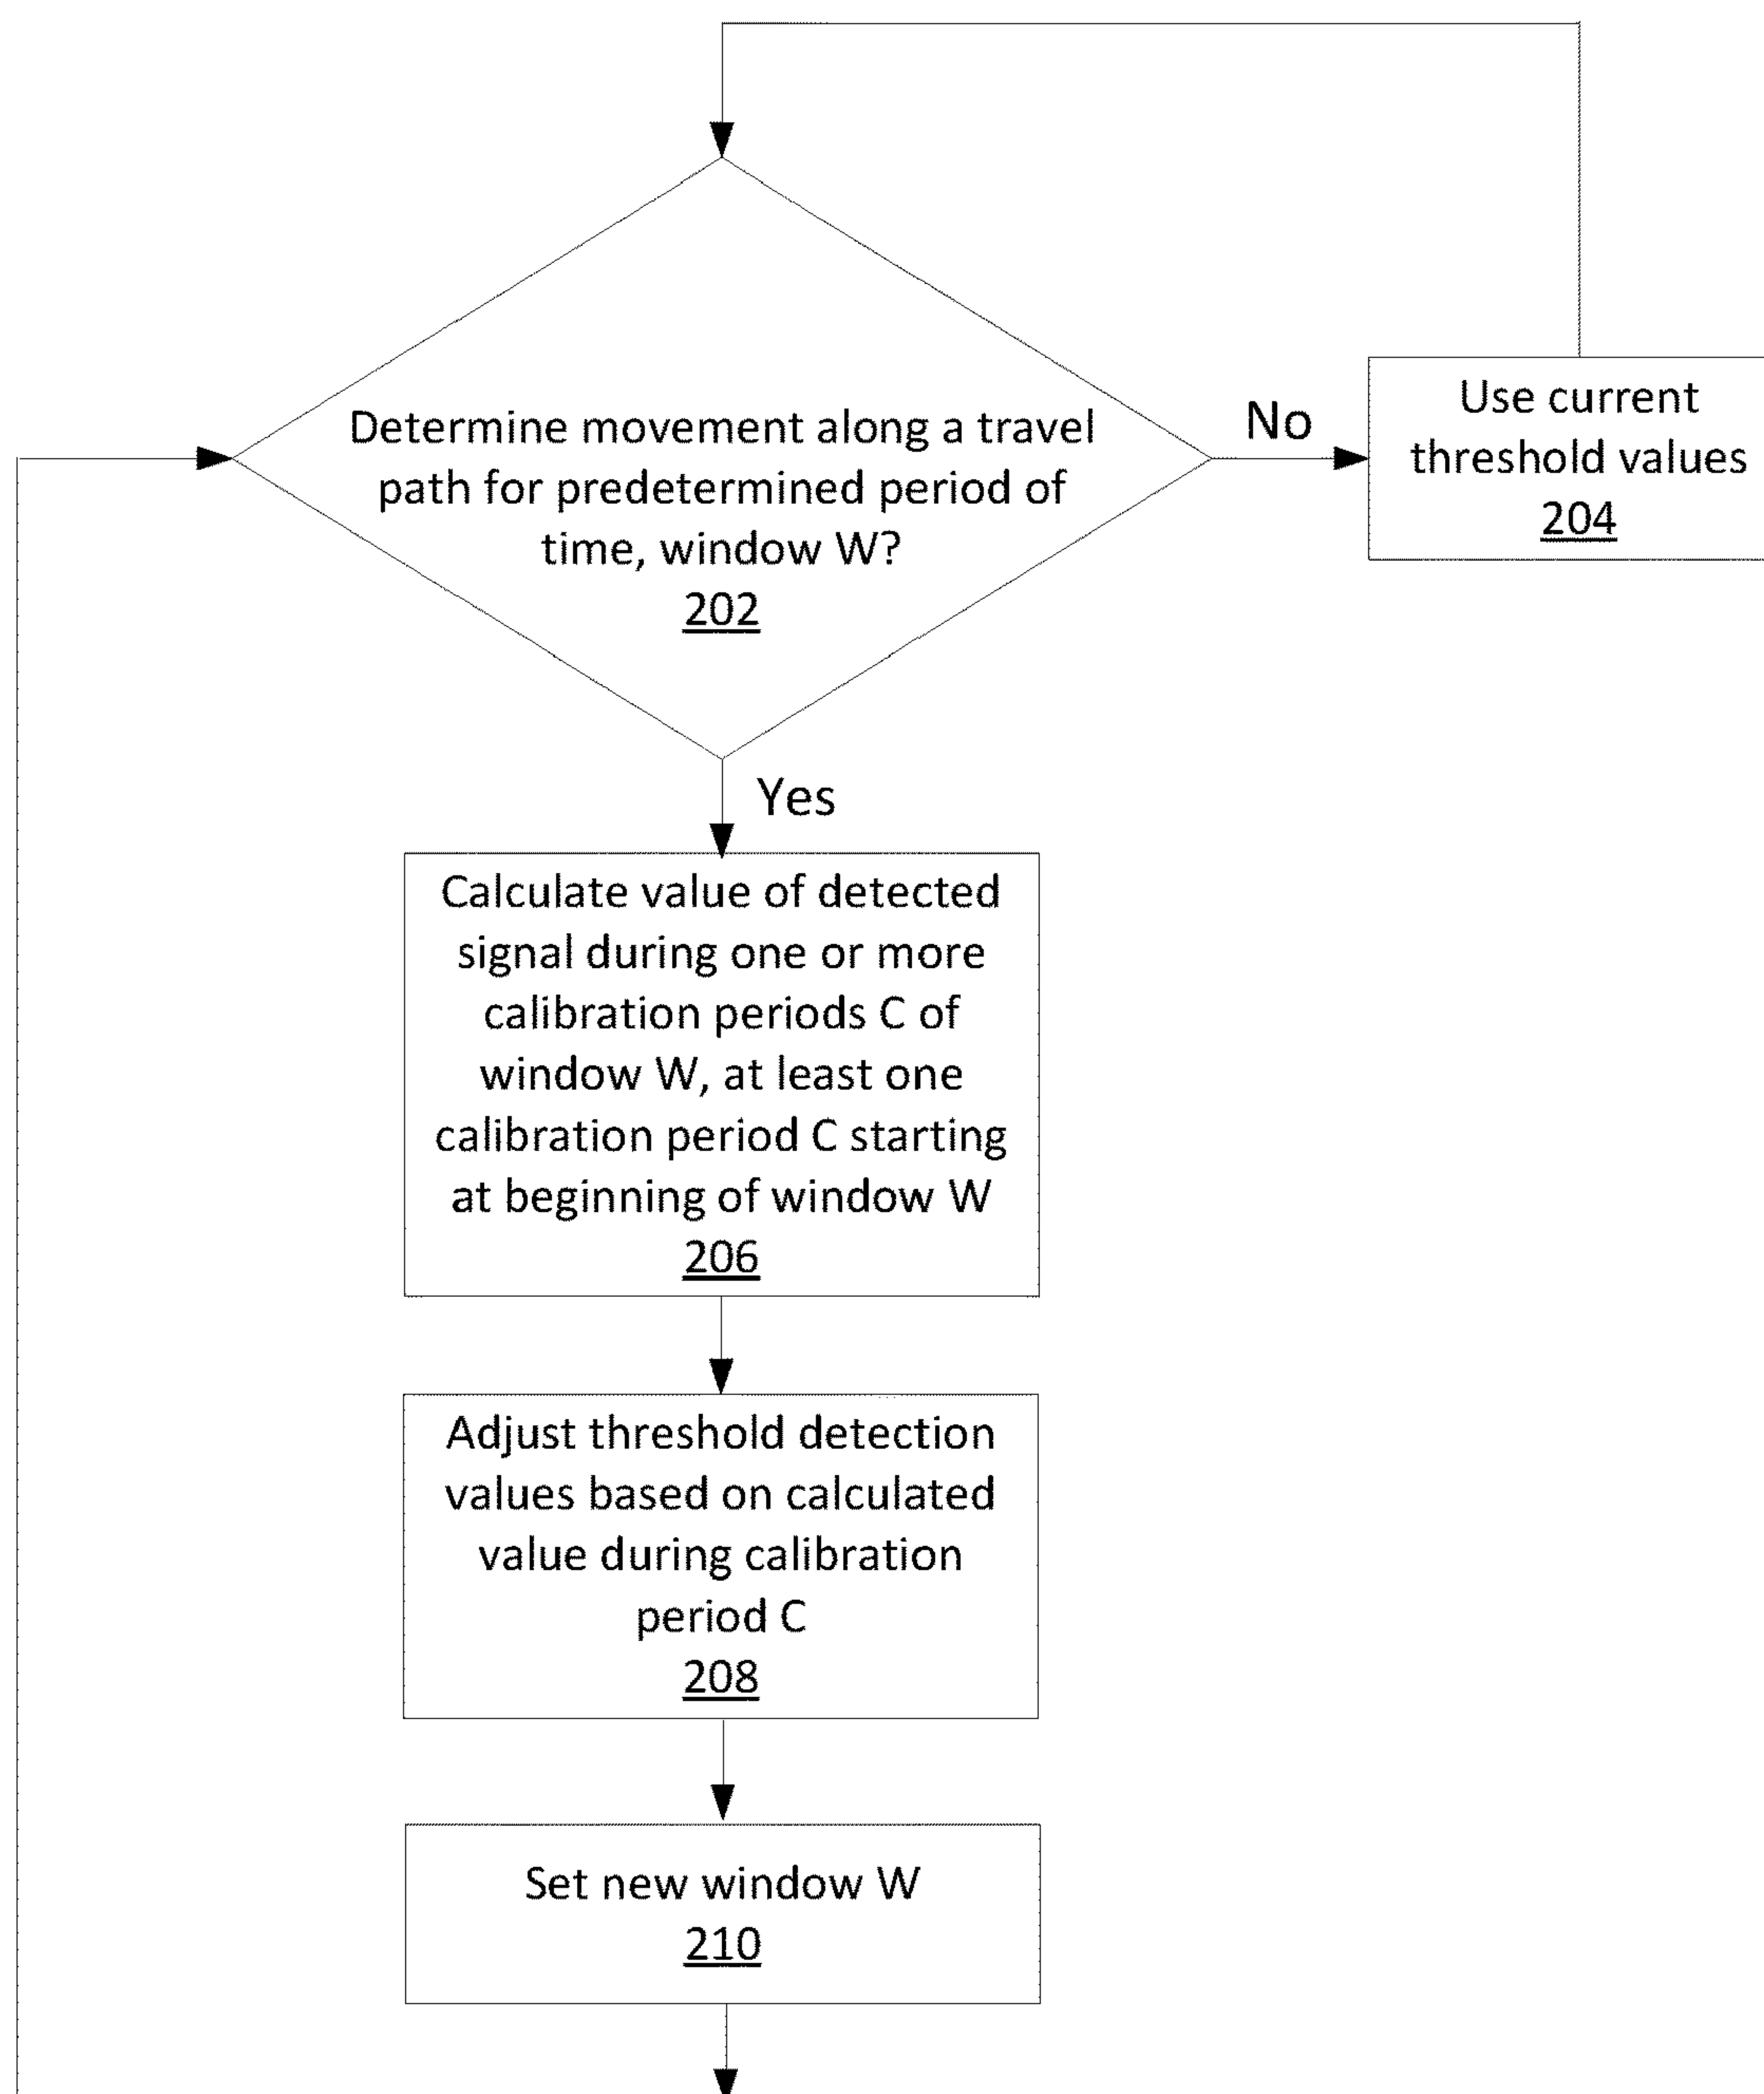 Determine movement along a travel
path for predetermined period of
time, window W?
202
No
Use current
threshold values
204
Yes
Calculate value of detected
signal during one or more
calibration periods C of
window W, at least one
calibration period C starting
at beginning of window W
206
Adjust threshold detection
values based on calculated
value during calibration
period C
208
Set new window W
210